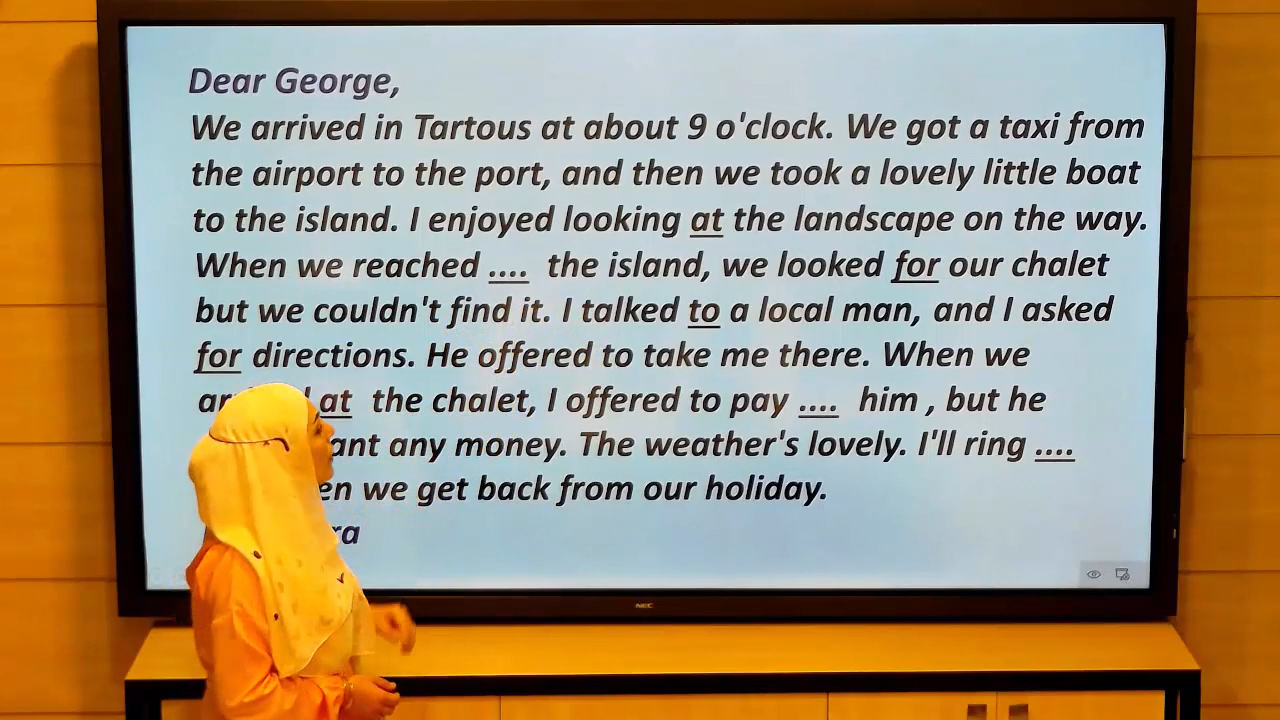 Dear George,
We arrived in Tartous at about 9 o'clock. We got a taxi from
the airport to the port, and then we took a lovely little boat
to the island. I enjoyed looking at the landscape on the way.
When we reached .... the island, we looked for our chalet
but we couldn't find it. I talked to a local man, and I asked
for directions. He offered to take me there. When we
at the chalet, I offered to pay .... him , but he
any money. The weather's lovely. I'll ring ....
we get back from our holiday.
NEC